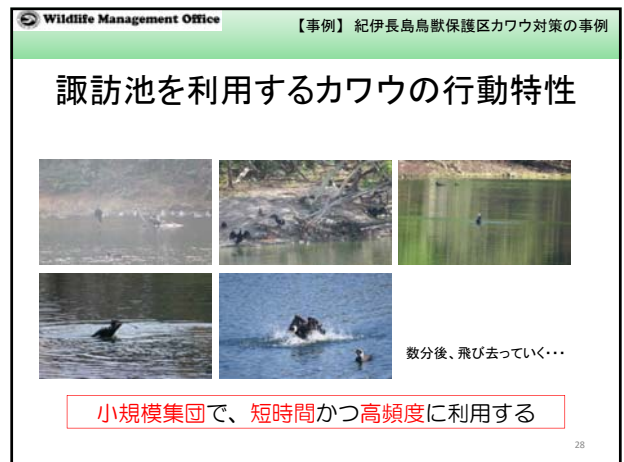 Wildlife Management Office
【事例】 紀伊長島鳥獣保護区カワウ対策の事例
諏訪池を利用するカワウの行動特性
数分後、飛び去っていく・・・
小規模集団で、短時間かつ高頻度に利用する
28